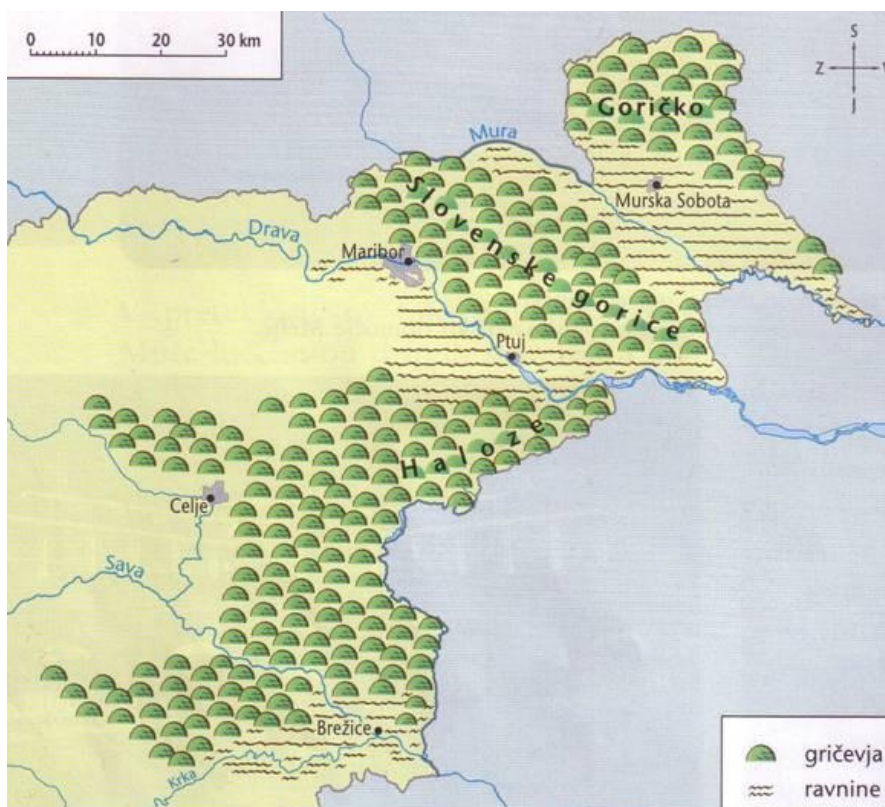 0 10 20 30 km
S
Z V
J
Goričko
Mura
Murska Sobota
Slovenske gorice
Drava
Maribor
Ptuj
Haloze
Celje
Sava
Brežice
Krka
gričevja
ravnine